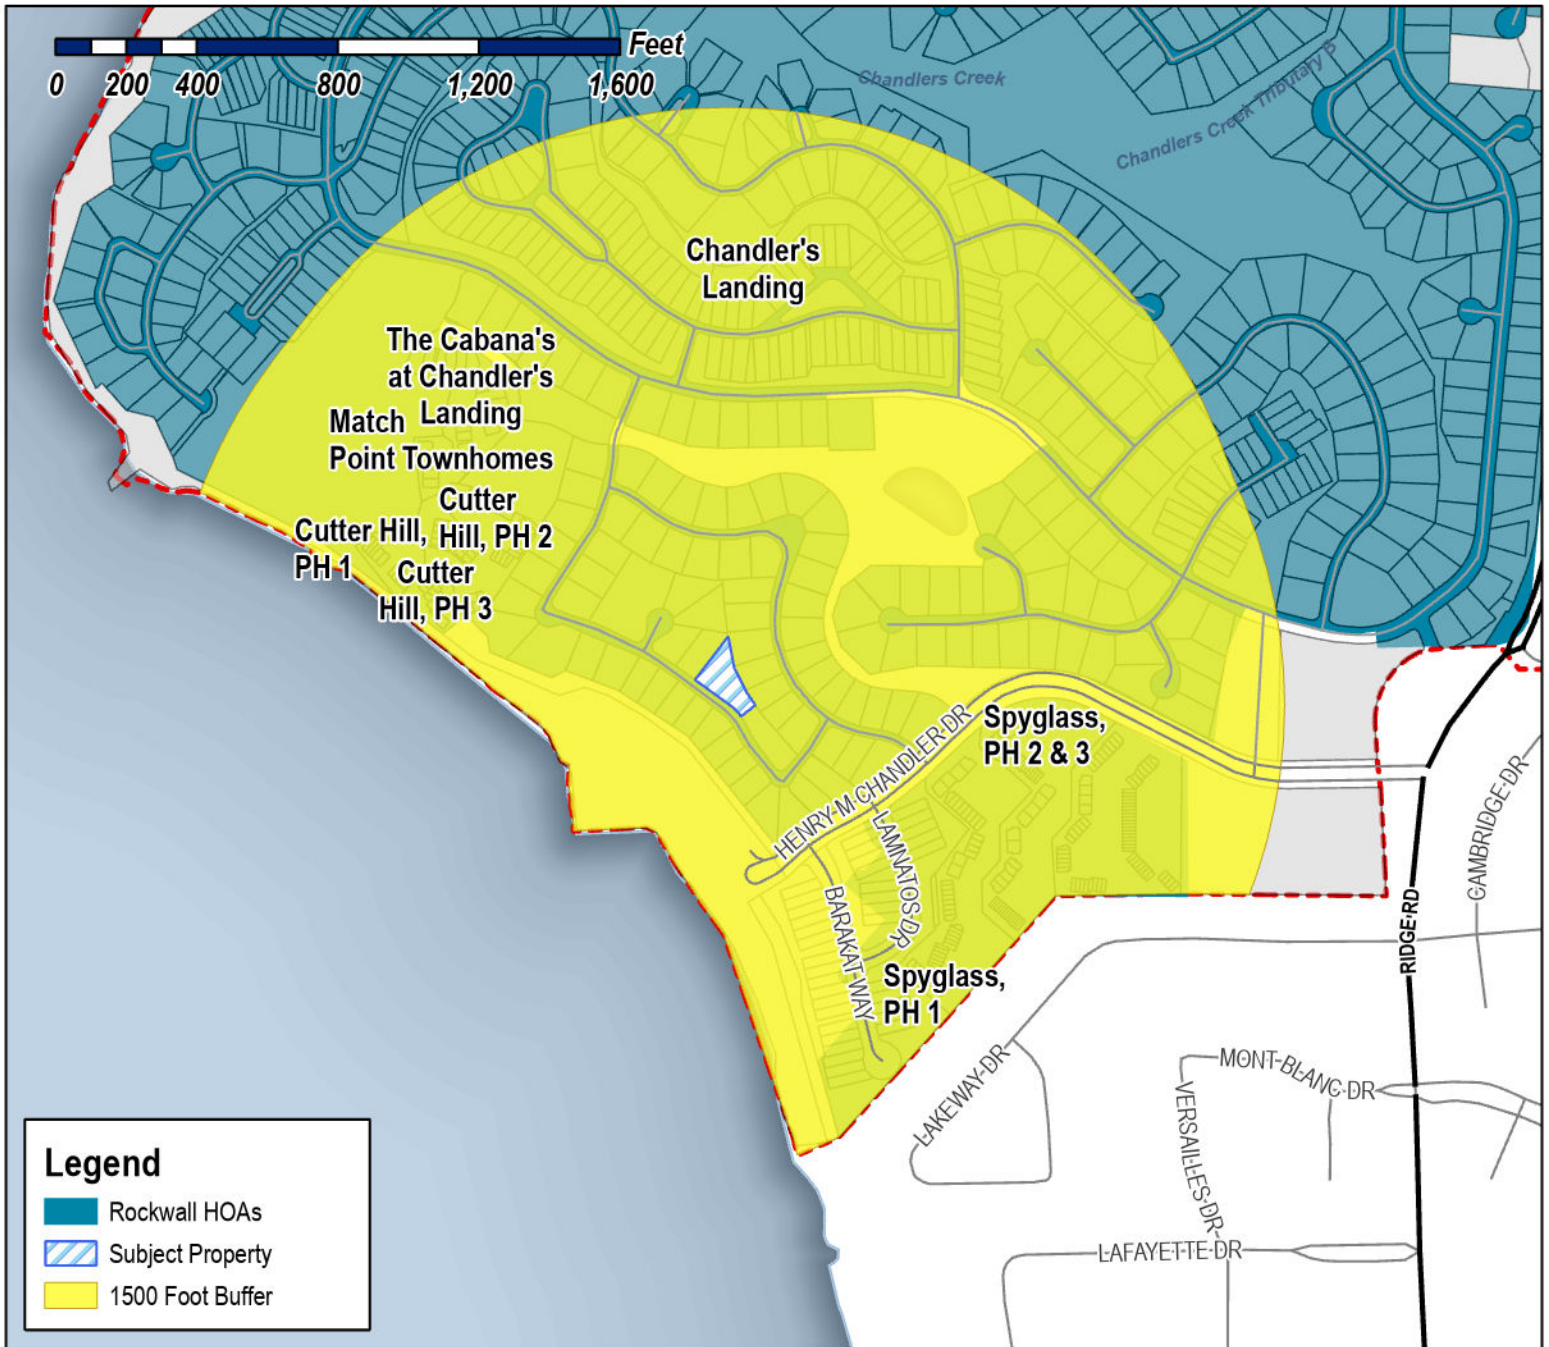 Feet
0 200 400 800 1,200 1,600
Chandlers Creek
Chandlers Creek Tributary B
Chandler's
Landing
The Cabana's
at Chandler's
Landing
Match
Point Townhomes
Cutter
Hill, PH 2
Cutter Hill,
PH 1
Cutter
Hill, PH 3
Spyglass,
PH 2 & 3
HENRY M CHANDLER DR
LAMNATOS DR
BARAKAT WAY
Spyglass,
PH 1
CAMBRIDGE DR
RIDGE RD
LAKEWAY DR
MONT BLANC DR
VERSAILLES DR
LAFAYETTE DR
Legend
Rockwall HOAs
Subject Property
1500 Foot Buffer